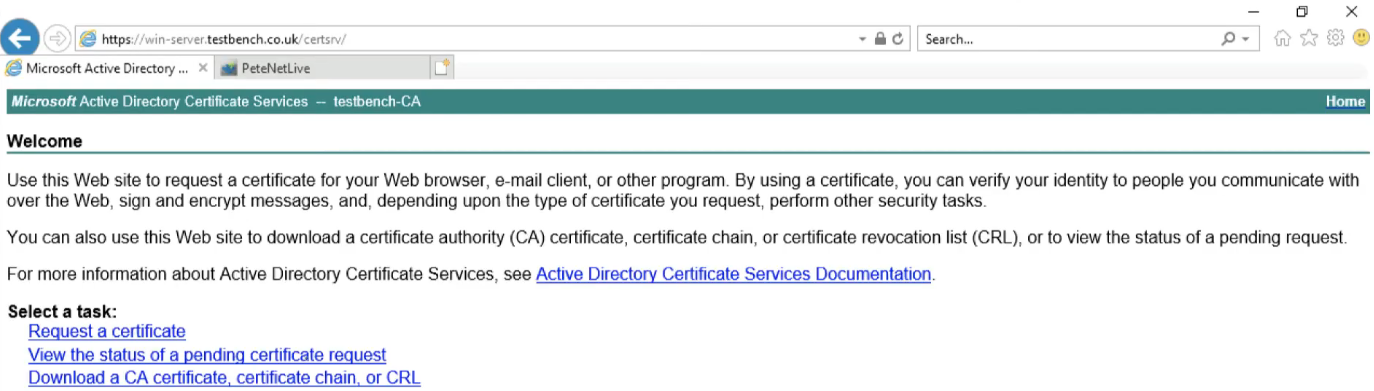 https://win-server.testbench.co.uk/certsrv/
Search...
Microsoft Active Directory ...
PeteNetLive
Microsoft Active Directory Certificate Services -- testbench-CA
Home
Welcome
Use this Web site to request a certificate for your Web browser, e-mail client, or other program. By using a certificate, you can verify your identity to people you communicate with
over the Web, sign and encrypt messages, and, depending upon the type of certificate you request, perform other security tasks.
You can also use this Web site to download a certificate authority (CA) certificate, certificate chain, or certificate revocation list (CRL), or to view the status of a pending request.
For more information about Active Directory Certificate Services, see Active Directory Certificate Services Documentation.
Select a task:
Request a certificate
View the status of a pending certificate request
Download a CA certificate, certificate chain, or CRL